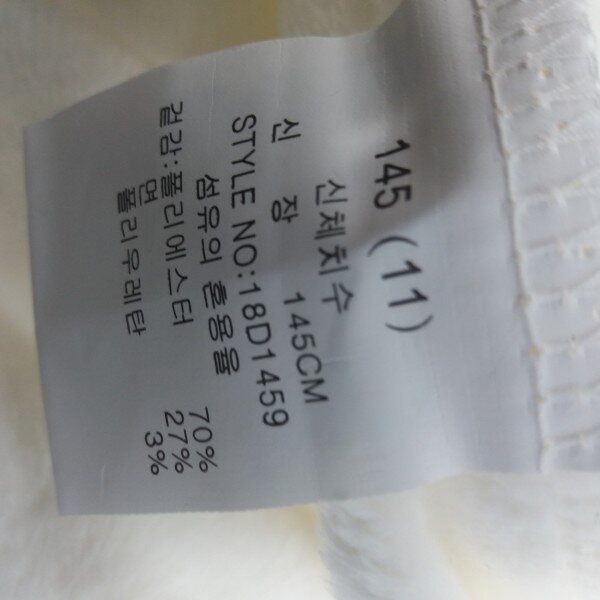 145 (11)
신체치수
신 장 145CM
STYLE NO:18D1459
섬유의 혼용율
겉감:폴리에스터 70%
면 27%
폴리우레탄 3%